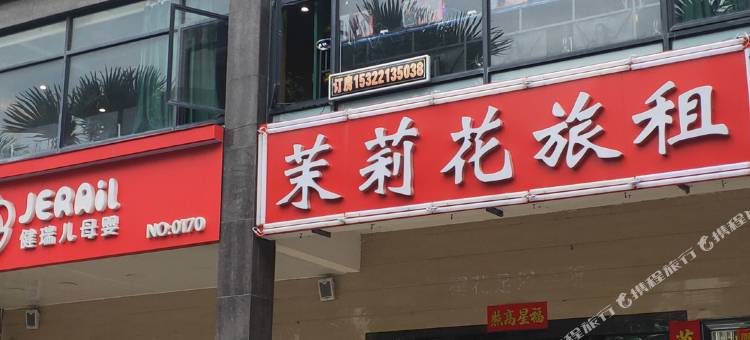 订房15322135038
茉莉花旅租
JERAiL
健瑞儿母婴
NO:0170
福星高照
携程旅行
携程旅行